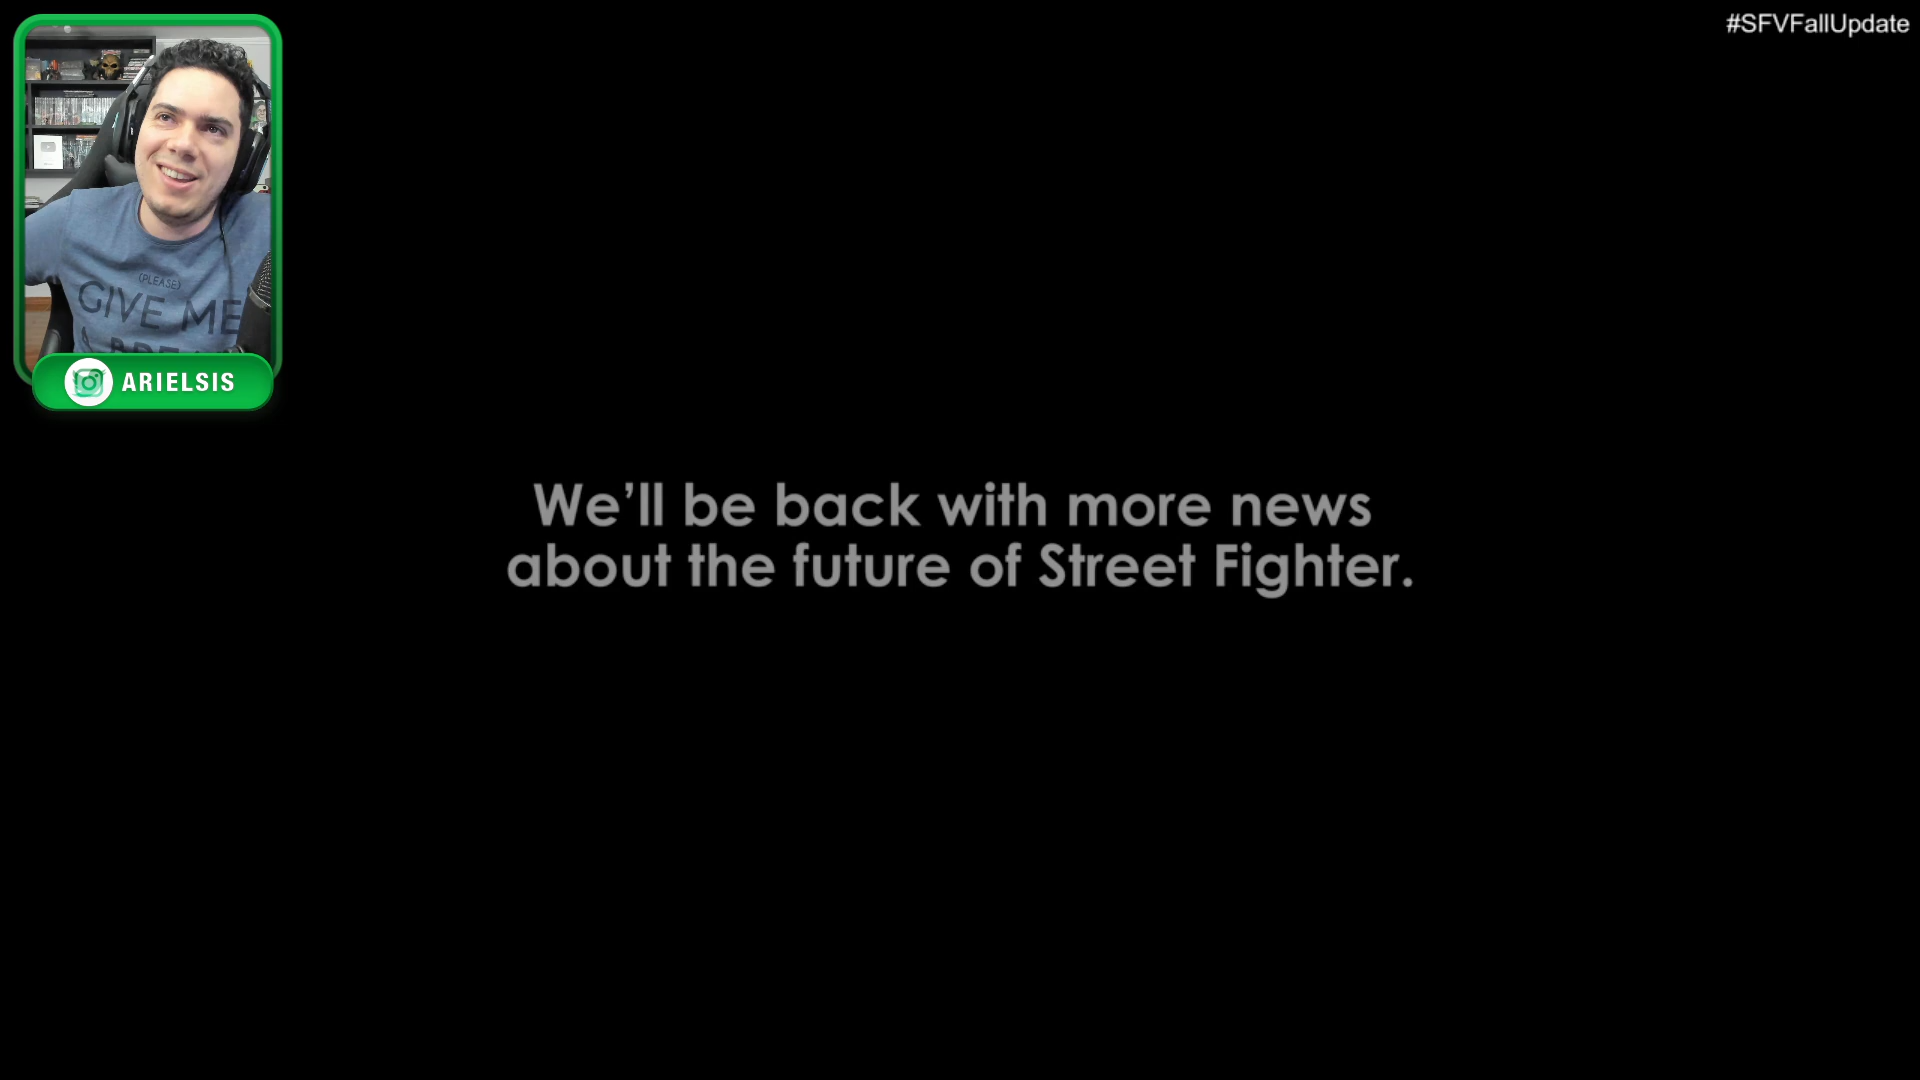 #SFVFallUpdate
(PLEASE)
GIVE ME
ARIELSIS
We’ll be back with more news
about the future of Street Fighter.